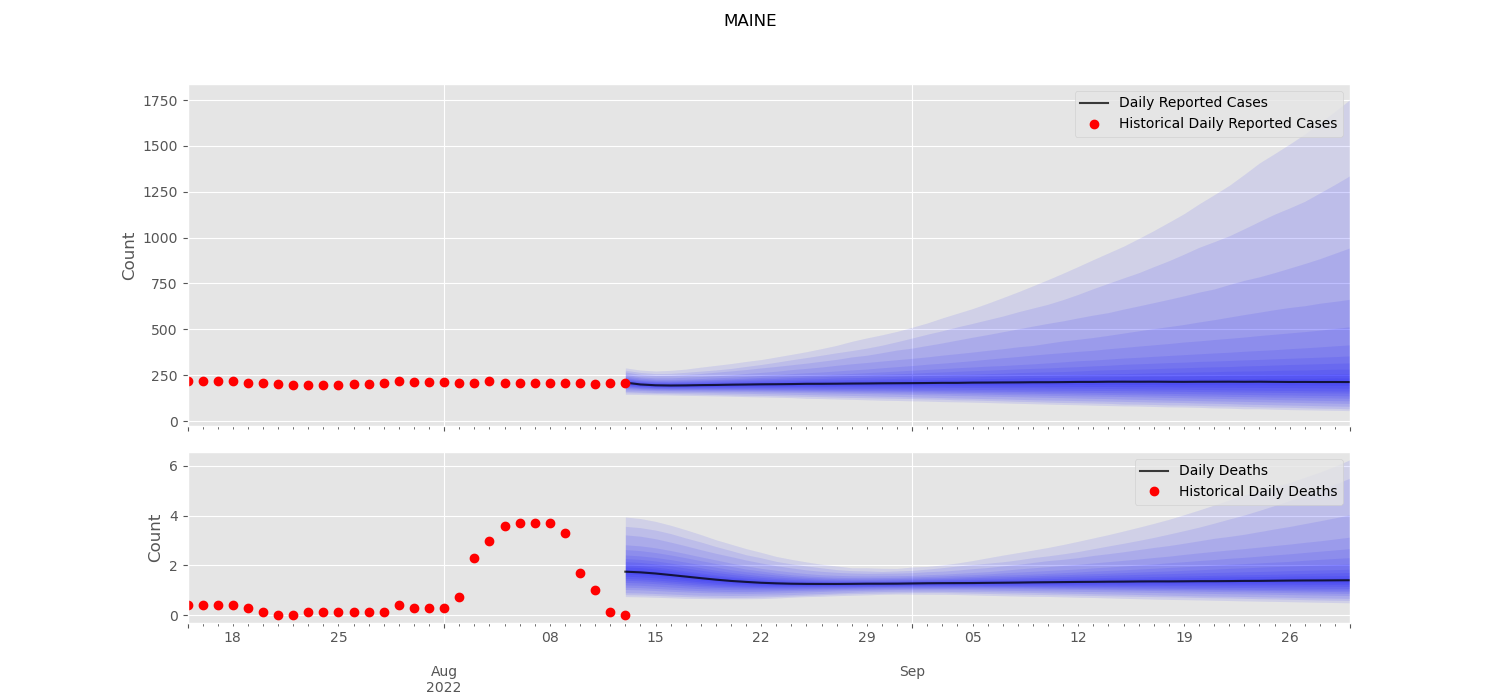 MAINE
1750
1500
1250
1000
750
500
250
0
Count
Daily Reported Cases
Historical Daily Reported Cases
6
4
2
0
Count
Daily Deaths
Historical Daily Deaths
18 25 08 15 22 29 05 12 19 26
Aug Sep
2022